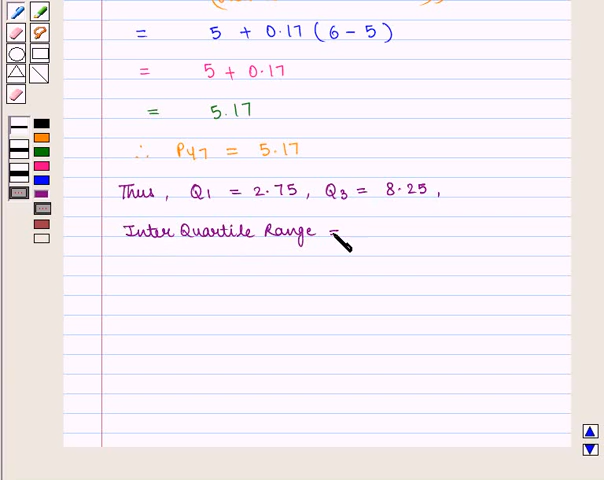 = 5 + 0.17 ( 6 - 5 )
= 5 + 0.17
= 5.17
∴ P47 = 5.17
Thus, Q1 = 2.75, Q3 = 8.25,
Inter Quartile Range =